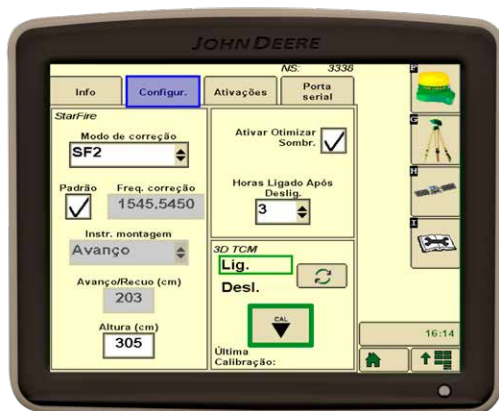 JOHN DEERE
NS: 3338
F
Info
Configur.
Ativações
Porta
serial
StarFire
Modo de correção
SF2
Padrão
Freq. correção
1545,5450
Instr. montagem
Avanço
Avanço/Recuo (cm)
203
Altura (cm)
305
Ativar Otimizar
Sombr.
Horas Ligado Após
Deslig.
3
3D TCM
Lig.
Desl.
CAL
Última
Calibração:
G
H
I
16:14